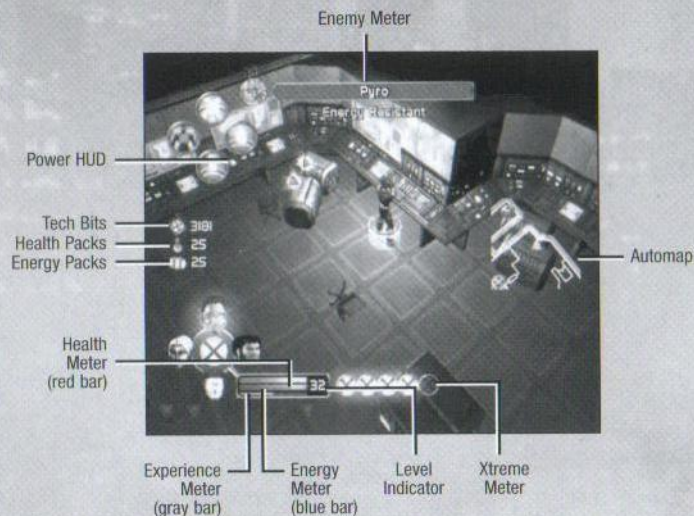 Enemy Meter
Pyro
Energy Resistant
Power HUD
Tech Bits
3181
Health Packs
25
Energy Packs
25
Automap
Health
Meter
(red bar)
32
Experience
Meter
(gray bar)
Energy
Meter
(blue bar)
Level
Indicator
Xtreme
Meter